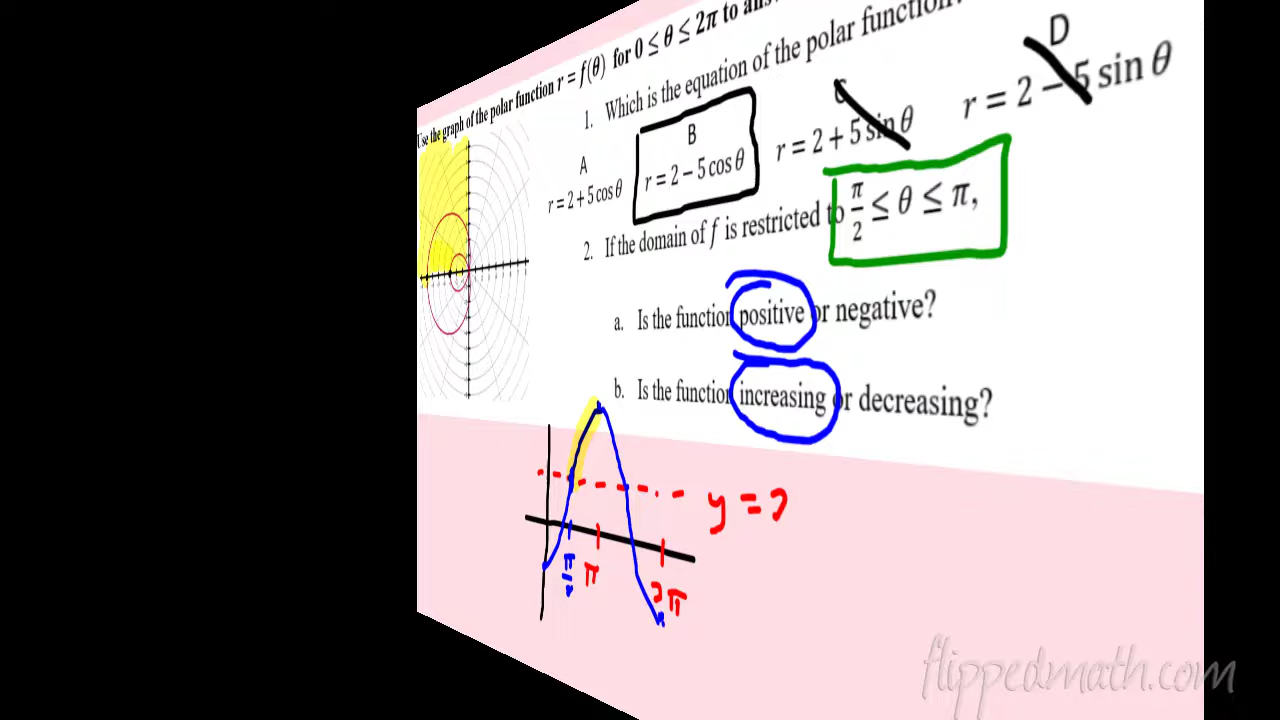 Use the graph of the polar function r = f(θ) for 0 ≤ θ ≤ 2π to
1. Which is the equation of the polar function
A
r = 2 + 5 cos θ
B
r = 2 − 5 cos θ
r = 2 + 5 sin θ
D
r = 2 − 5 sin θ
2. If the domain of f is restricted to π/2 ≤ θ ≤ π,
a. Is the function positive or negative?
b. Is the function increasing or decreasing?
y = 2
π/2
π
2π
flippedmath.com